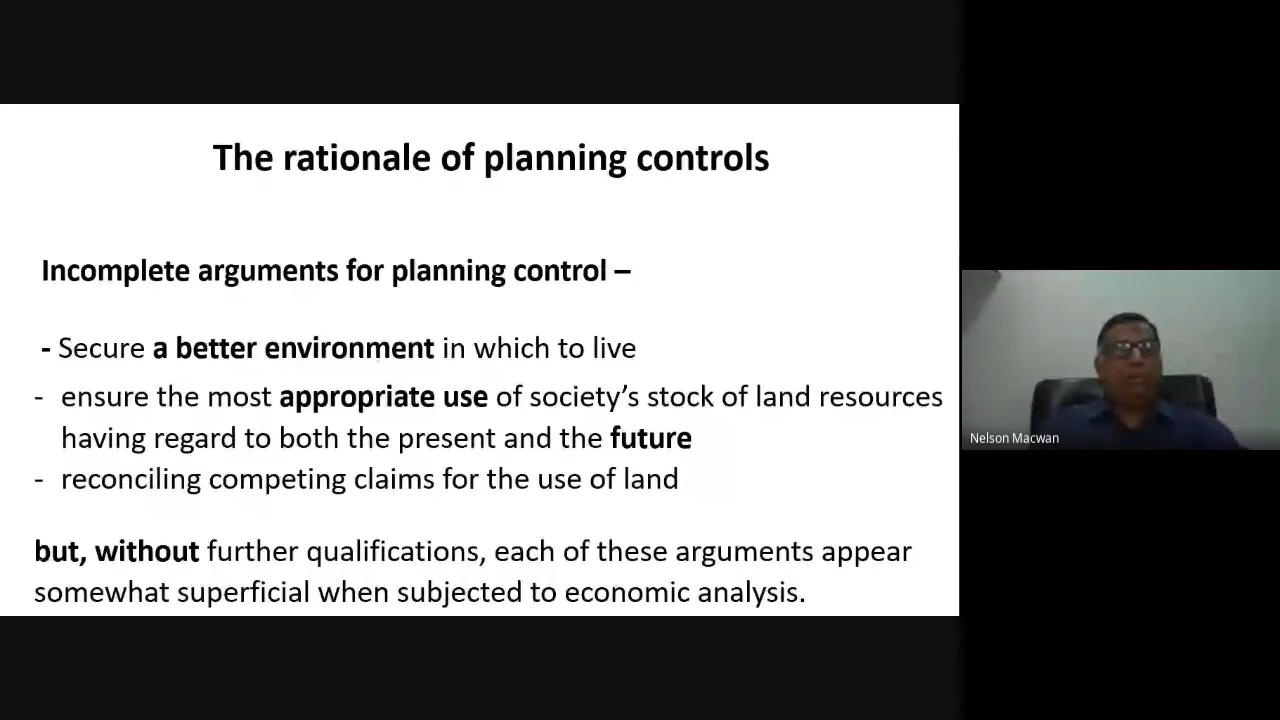 The rationale of planning controls
Incomplete arguments for planning control –
- Secure a better environment in which to live
- ensure the most appropriate use of society’s stock of land resources
having regard to both the present and the future
- reconciling competing claims for the use of land
but, without further qualifications, each of these arguments appear
somewhat superficial when subjected to economic analysis.
Nelson Macwan